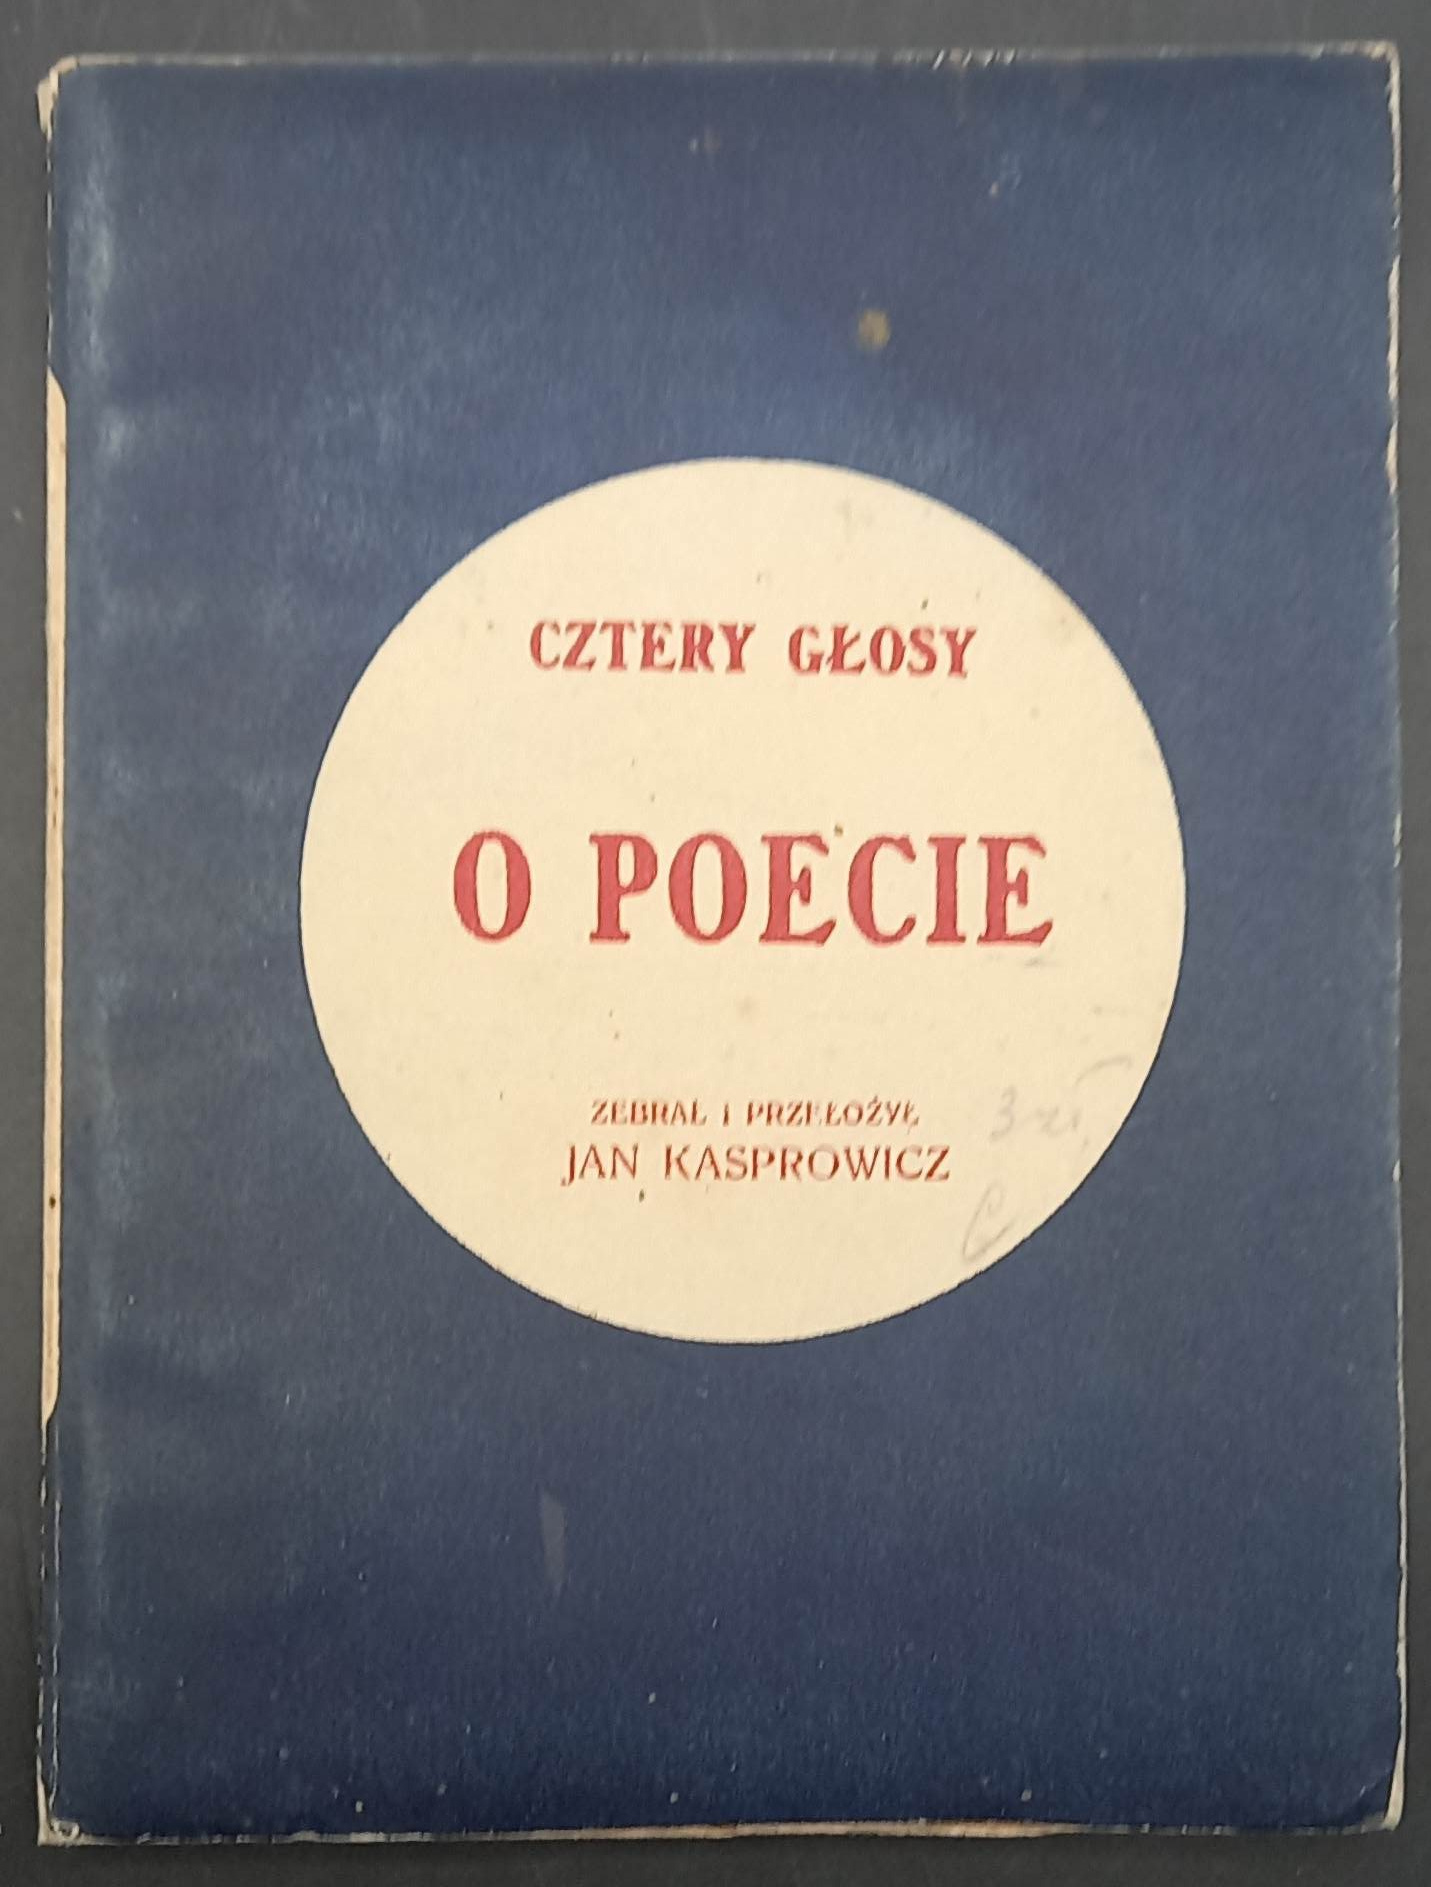 CZTERY GŁOSY
O POECIE
ZEBRAŁ I PRZEŁOŻYŁ
JAN KASPROWICZ